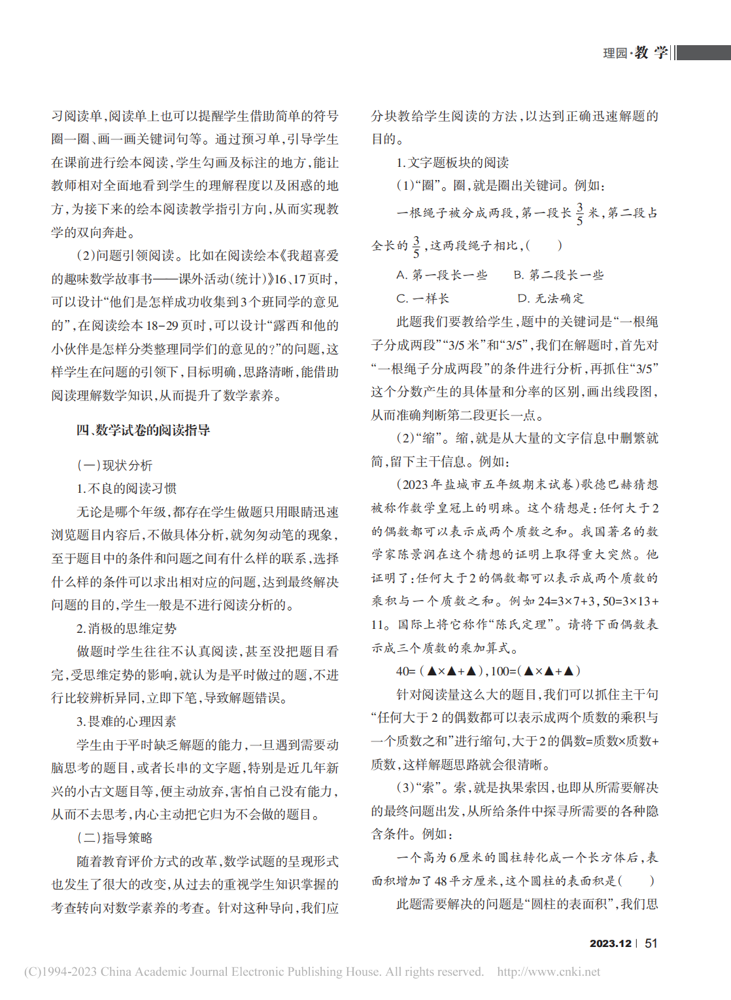 理园·教 学
习阅读单,阅读单上也可以提醒学生借助简单的符号
圈一圈、画一画关键词句等。通过预习单,引导学生
在课前进行绘本阅读,学生勾画及标注的地方,能让
教师相对全面地看到学生的理解程度以及困惑的地
方,为接下来的绘本阅读教学指引方向,从而实现教
学的双向奔赴。
(2)问题引领阅读。比如在阅读绘本《我超喜爱
的趣味数学故事书——课外活动(统计)》16、17页时,
可以设计“他们是怎样成功收集到3个班同学的意见
的”,在阅读绘本18-29页时,可以设计“露西和他的
小伙伴是怎样分类整理同学们的意见的?”的问题,这
样学生在问题的引领下,目标明确,思路清晰,能借助
阅读理解数学知识,从而提升了数学素养。
四、数学试卷的阅读指导
(一)现状分析
1.不良的阅读习惯
无论是哪个年级,都存在学生做题只用眼睛迅速
浏览题目内容后,不做具体分析,就匆匆动笔的现象,
至于题目中的条件和问题之间有什么样的联系,选择
什么样的条件可以求出相对应的问题,达到最终解决
问题的目的,学生一般是不进行阅读分析的。
2.消极的思维定势
做题时学生往往不认真阅读,甚至没把题目看
完,受思维定势的影响,就认为是平时做过的题,不进
行比较辨析异同,立即下笔,导致解题错误。
3.畏难的心理因素
学生由于平时缺乏解题的能力,一旦遇到需要动
脑思考的题目,或者长串的文字题,特别是近几年新
兴的小古文题目等,便主动放弃,害怕自己没有能力,
从而不去思考,内心主动把它归为不会做的题目。
(二)指导策略
随着教育评价方式的改革,数学试题的呈现形式
也发生了很大的改变,从过去的重视学生知识掌握的
考查转向对数学素养的考查。针对这种导向,我们应
分块教给学生阅读的方法,以达到正确迅速解题的
目的。
1.文字题板块的阅读
(1)“圈”。圈,就是圈出关键词。例如:
一根绳子被分成两段,第一段长3/5米,第二段占
全长的3/5,这两段绳子相比,(　　)
A. 第一段长一些　　B. 第二段长一些
C. 一样长　　D. 无法确定
此题我们要教给学生,题中的关键词是“一根绳
子分成两段”“3/5米”和“3/5”,我们在解题时,首先对
“一根绳子分成两段”的条件进行分析,再抓住“3/5”
这个分数产生的具体量和分率的区别,画出线段图,
从而准确判断第二段更长一点。
(2)“缩”。缩,就是从大量的文字信息中删繁就
简,留下主干信息。例如:
(2023年盐城市五年级期末试卷)歌德巴赫猜想
被称作数学皇冠上的明珠。这个猜想是:任何大于2
的偶数都可以表示成两个质数之和。我国著名的数
学家陈景润在这个猜想的证明上取得重大突然。他
证明了:任何大于2的偶数都可以表示成两个质数的
乘积与一个质数之和。例如24=3×7+3,50=3×13+
11。国际上将它称作“陈氏定理”。请将下面偶数表
示成三个质数的乘加算式。
40=(▲×▲+▲),100=(▲×▲+▲)
针对阅读量这么大的题目,我们可以抓住主干句
“任何大于2的偶数都可以表示成两个质数的乘积与
一个质数之和”进行缩句,大于2的偶数=质数×质数+
质数,这样解题思路就会很清晰。
(3)“索”。索,就是执果索因,也即从所需要解决
的最终问题出发,从所给条件中探寻所需要的各种隐
含条件。例如:
一个高为6厘米的圆柱转化成一个长方体后,表
面积增加了48平方厘米,这个圆柱的表面积是(　　)
此题需要解决的问题是“圆柱的表面积”,我们思
2023.12 | 51
(C)1994-2023 China Academic Journal Electronic Publishing House. All rights reserved. http://www.cnki.net